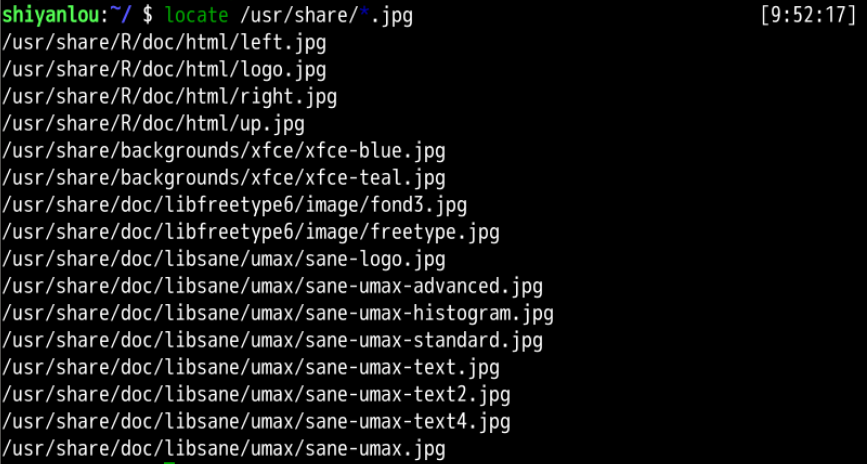 shiyanlou:~/ $ locate /usr/share/*.jpg [9:52:17]
/usr/share/R/doc/html/left.jpg
/usr/share/R/doc/html/logo.jpg
/usr/share/R/doc/html/right.jpg
/usr/share/R/doc/html/up.jpg
/usr/share/backgrounds/xfce/xfce-blue.jpg
/usr/share/backgrounds/xfce/xfce-teal.jpg
/usr/share/doc/libfreetype6/image/fond3.jpg
/usr/share/doc/libfreetype6/image/freetype.jpg
/usr/share/doc/libsane/umax/sane-logo.jpg
/usr/share/doc/libsane/umax/sane-umax-advanced.jpg
/usr/share/doc/libsane/umax/sane-umax-histogram.jpg
/usr/share/doc/libsane/umax/sane-umax-standard.jpg
/usr/share/doc/libsane/umax/sane-umax-text.jpg
/usr/share/doc/libsane/umax/sane-umax-text2.jpg
/usr/share/doc/libsane/umax/sane-umax-text4.jpg
/usr/share/doc/libsane/umax/sane-umax.jpg